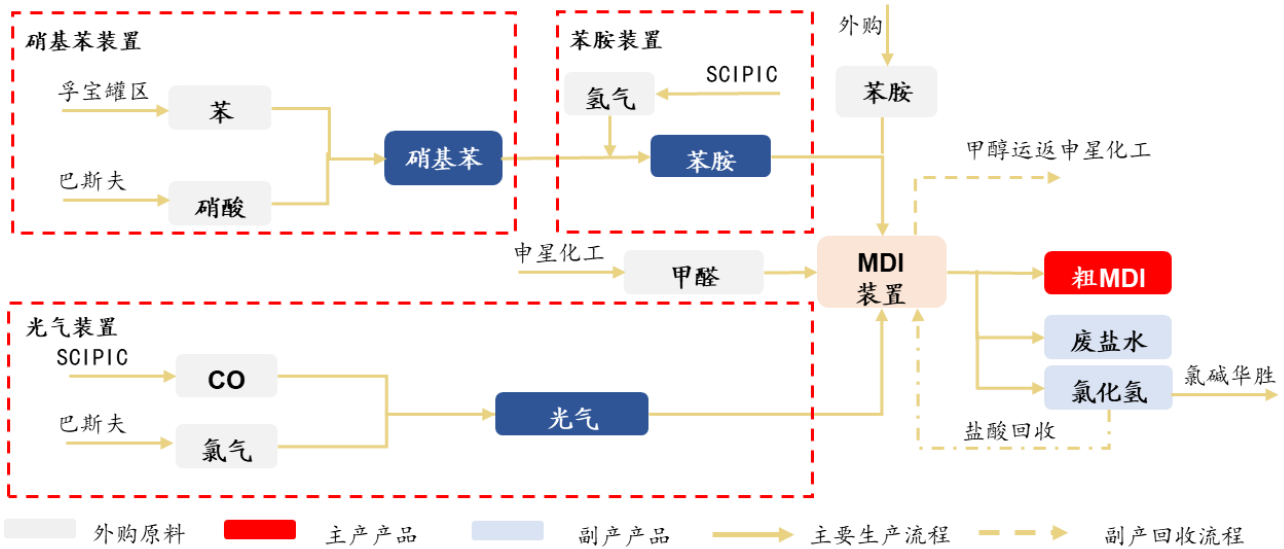 硝基苯装置
孚宝罐区
苯
巴斯夫
硝酸
硝基苯
苯胺装置
SCIPIC
氢气
苯胺
外购
苯胺
甲醇运返申星化工
申星化工
甲醛
MDI
装置
粗MDI
废盐水
氯化氢
氯碱华胜
盐酸回收
光气装置
SCIPIC
CO
巴斯夫
氯气
光气
外购原料
主产产品
副产产品
主要生产流程
副产回收流程